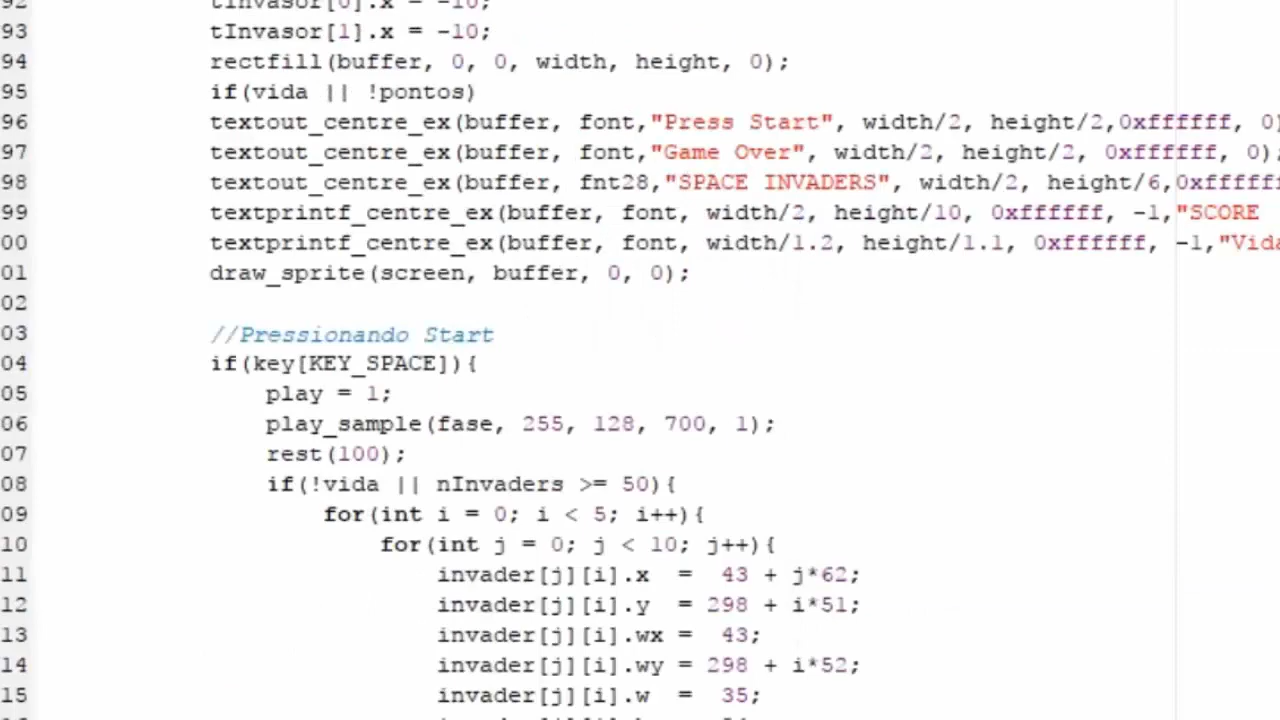 92 tInvasor[0].x = -10;
93 tInvasor[1].x = -10;
94 rectfill(buffer, 0, 0, width, height, 0);
95 if(vida || !pontos)
96 textout_centre_ex(buffer, font,"Press Start", width/2, height/2,0xffffff, 0)
97 textout_centre_ex(buffer, font,"Game Over", width/2, height/2, 0xffffff, 0);
98 textout_centre_ex(buffer, fnt28,"SPACE INVADERS", width/2, height/6,0xffffff
99 textprintf_centre_ex(buffer, font, width/2, height/10, 0xffffff, -1,"SCORE
00 textprintf_centre_ex(buffer, font, width/1.2, height/1.1, 0xffffff, -1,"Vida
01 draw_sprite(screen, buffer, 0, 0);
02
03 //Pressionando Start
04 if(key[KEY_SPACE]){
05 play = 1;
06 play_sample(fase, 255, 128, 700, 1);
07 rest(100);
08 if(!vida || nInvaders >= 50){
09 for(int i = 0; i < 5; i++){
10 for(int j = 0; j < 10; j++){
11 invader[j][i].x = 43 + j*62;
12 invader[j][i].y = 298 + i*51;
13 invader[j][i].wx = 43;
14 invader[j][i].wy = 298 + i*52;
15 invader[j][i].w = 35;